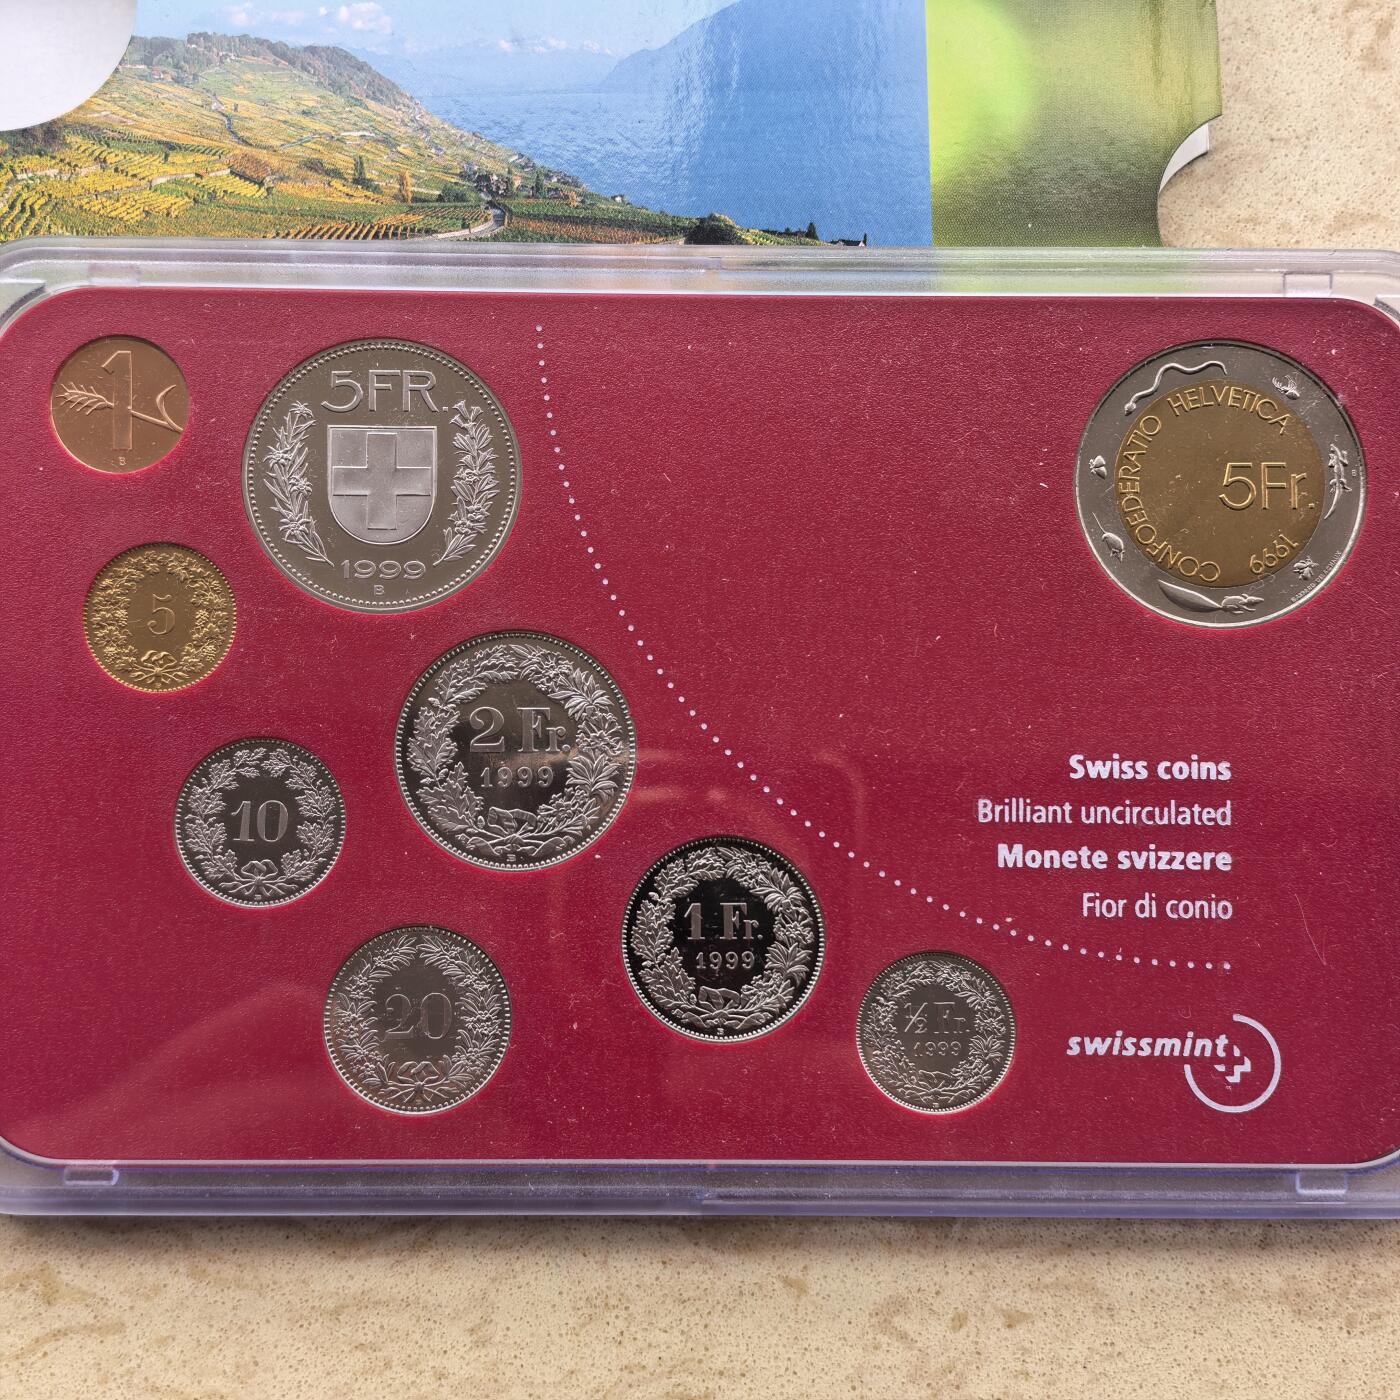 1
B
5FR.
1999
B
5
10
2 Fr.
1999
B
20
1 Fr.
1999
B
½ Fr.
1999
CONFOEDERATIO HELVETICA
5Fr.
1999
Swiss coins
Brilliant uncirculated
Monete svizzere
Fior di conio
swissmint